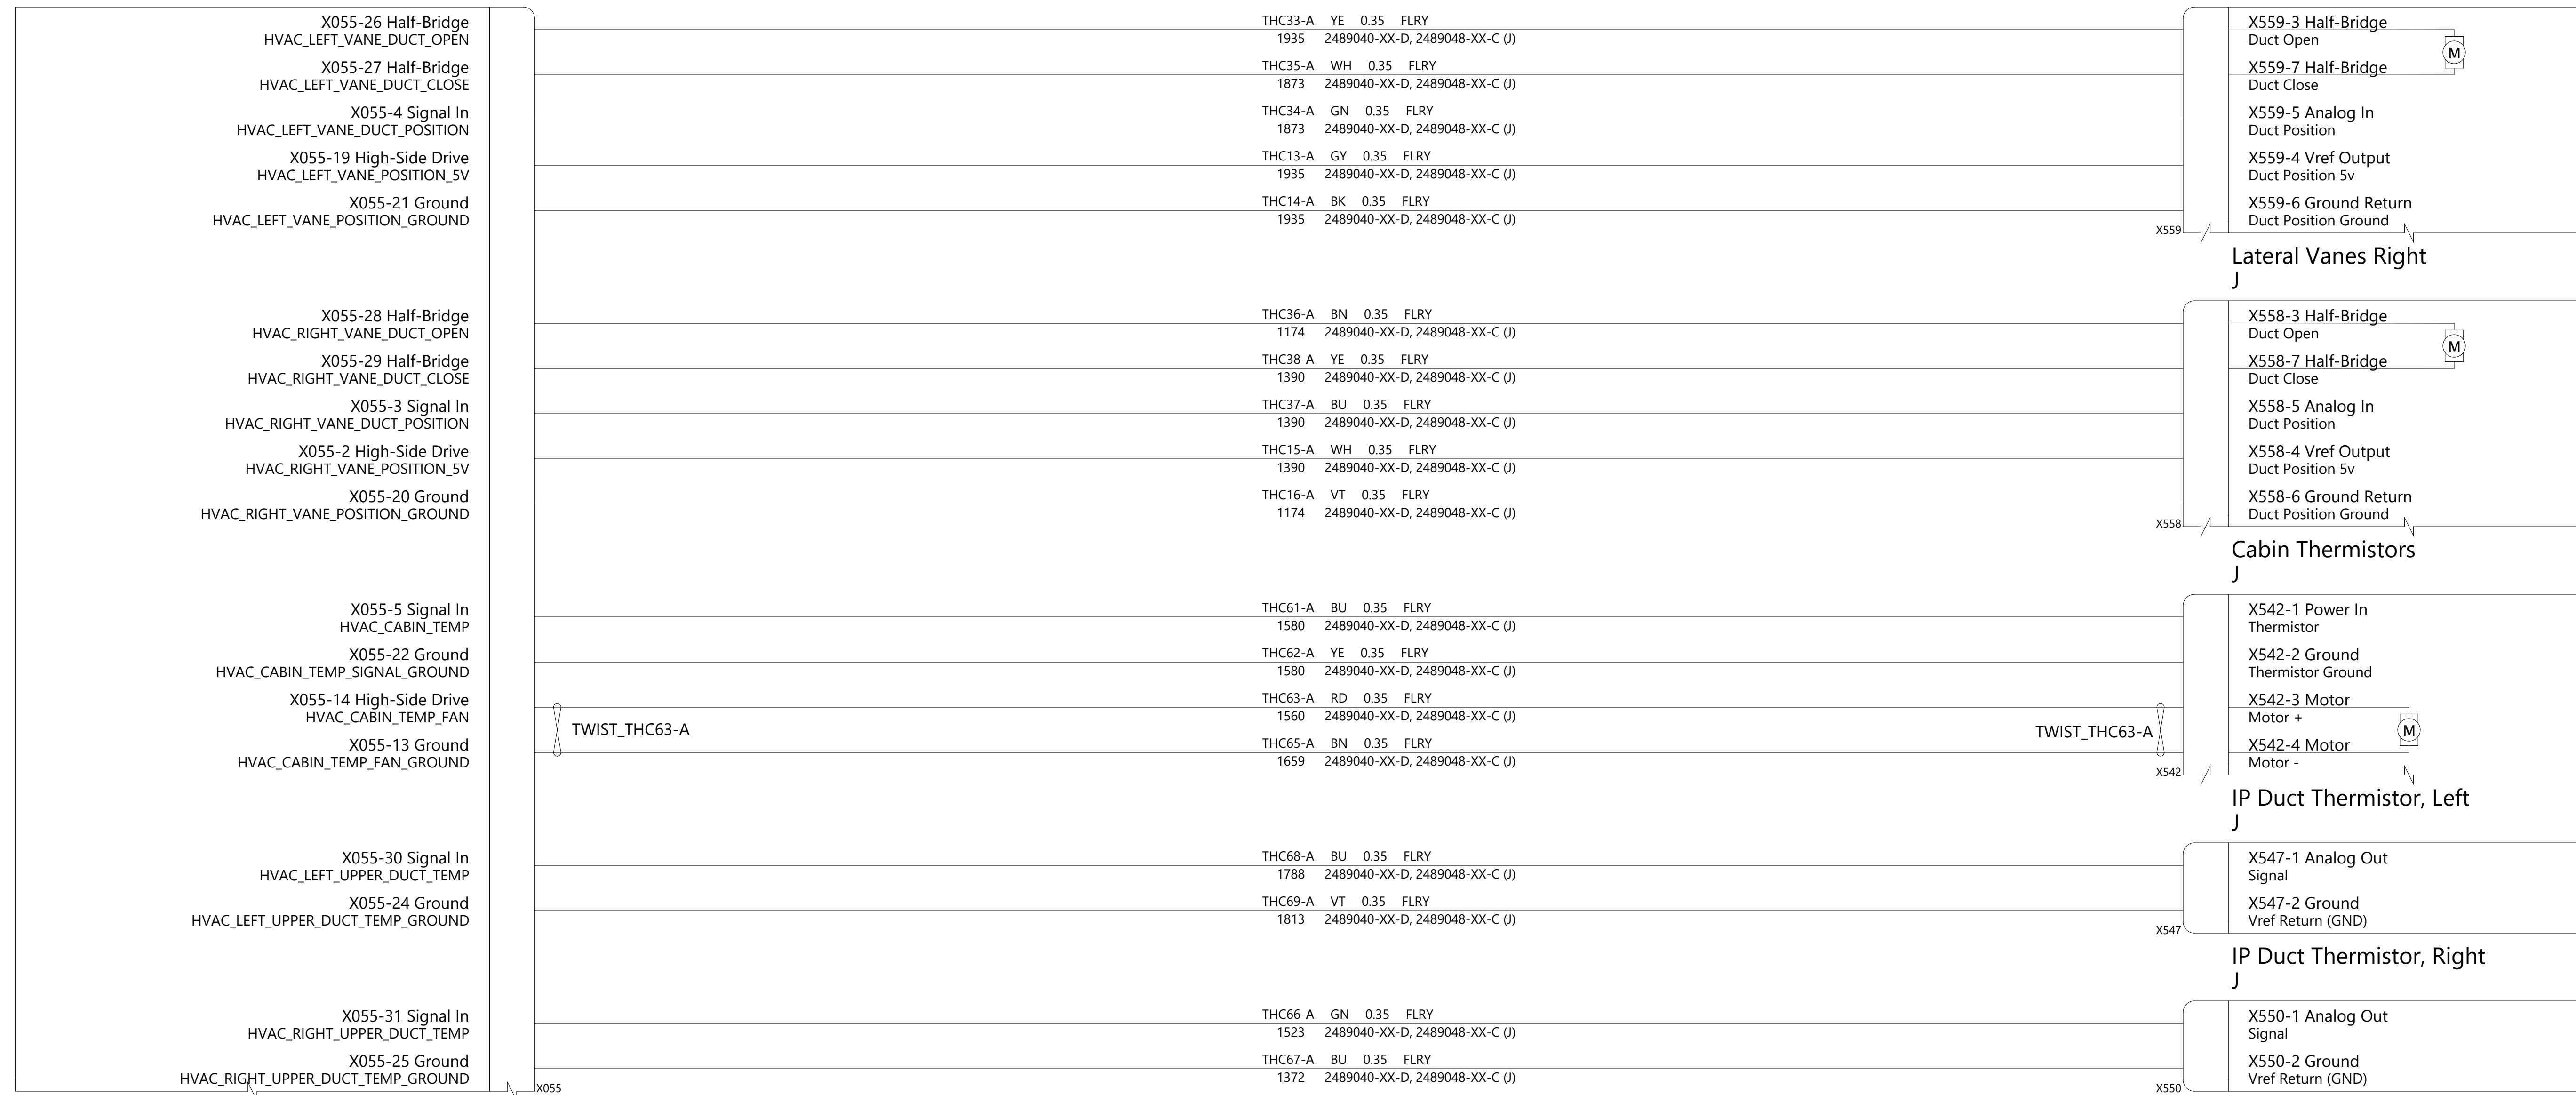 X055-26 Half-Bridge
HVAC_LEFT_VANE_DUCT_OPEN
THC33-A YE 0.35 FLRY
1935 2489040-XX-D, 2489048-XX-C (J)
X559-3 Half-Bridge
Duct Open
M
X055-27 Half-Bridge
HVAC_LEFT_VANE_DUCT_CLOSE
THC35-A WH 0.35 FLRY
1873 2489040-XX-D, 2489048-XX-C (J)
X559-7 Half-Bridge
Duct Close
X055-4 Signal In
HVAC_LEFT_VANE_DUCT_POSITION
THC34-A GN 0.35 FLRY
1873 2489040-XX-D, 2489048-XX-C (J)
X559-5 Analog In
Duct Position
X055-19 High-Side Drive
HVAC_LEFT_VANE_POSITION_5V
THC13-A GY 0.35 FLRY
1935 2489040-XX-D, 2489048-XX-C (J)
X559-4 Vref Output
Duct Position 5v
X055-21 Ground
HVAC_LEFT_VANE_POSITION_GROUND
THC14-A BK 0.35 FLRY
1935 2489040-XX-D, 2489048-XX-C (J)
X559-6 Ground Return
Duct Position Ground
X559
Lateral Vanes Right
J
X055-28 Half-Bridge
HVAC_RIGHT_VANE_DUCT_OPEN
THC36-A BN 0.35 FLRY
1174 2489040-XX-D, 2489048-XX-C (J)
X558-3 Half-Bridge
Duct Open
M
X055-29 Half-Bridge
HVAC_RIGHT_VANE_DUCT_CLOSE
THC38-A YE 0.35 FLRY
1390 2489040-XX-D, 2489048-XX-C (J)
X558-7 Half-Bridge
Duct Close
X055-3 Signal In
HVAC_RIGHT_VANE_DUCT_POSITION
THC37-A BU 0.35 FLRY
1390 2489040-XX-D, 2489048-XX-C (J)
X558-5 Analog In
Duct Position
X055-2 High-Side Drive
HVAC_RIGHT_VANE_POSITION_5V
THC15-A WH 0.35 FLRY
1390 2489040-XX-D, 2489048-XX-C (J)
X558-4 Vref Output
Duct Position 5v
X055-20 Ground
HVAC_RIGHT_VANE_POSITION_GROUND
THC16-A VT 0.35 FLRY
1174 2489040-XX-D, 2489048-XX-C (J)
X558-6 Ground Return
Duct Position Ground
X558
Cabin Thermistors
J
X055-5 Signal In
HVAC_CABIN_TEMP
THC61-A BU 0.35 FLRY
1580 2489040-XX-D, 2489048-XX-C (J)
X542-1 Power In
Thermistor
X055-22 Ground
HVAC_CABIN_TEMP_SIGNAL_GROUND
THC62-A YE 0.35 FLRY
1580 2489040-XX-D, 2489048-XX-C (J)
X542-2 Ground
Thermistor Ground
X055-14 High-Side Drive
HVAC_CABIN_TEMP_FAN
THC63-A RD 0.35 FLRY
1560 2489040-XX-D, 2489048-XX-C (J)
X542-3 Motor
Motor +
TWIST_THC63-A
TWIST_THC63-A
M
X055-13 Ground
HVAC_CABIN_TEMP_FAN_GROUND
THC65-A BN 0.35 FLRY
1659 2489040-XX-D, 2489048-XX-C (J)
X542-4 Motor
Motor -
X542
IP Duct Thermistor, Left
J
X055-30 Signal In
HVAC_LEFT_UPPER_DUCT_TEMP
THC68-A BU 0.35 FLRY
1788 2489040-XX-D, 2489048-XX-C (J)
X547-1 Analog Out
Signal
X055-24 Ground
HVAC_LEFT_UPPER_DUCT_TEMP_GROUND
THC69-A VT 0.35 FLRY
1813 2489040-XX-D, 2489048-XX-C (J)
X547-2 Ground
Vref Return (GND)
X547
IP Duct Thermistor, Right
J
X055-31 Signal In
HVAC_RIGHT_UPPER_DUCT_TEMP
THC66-A GN 0.35 FLRY
1523 2489040-XX-D, 2489048-XX-C (J)
X550-1 Analog Out
Signal
X055-25 Ground
HVAC_RIGHT_UPPER_DUCT_TEMP_GROUND
THC67-A BU 0.35 FLRY
1372 2489040-XX-D, 2489048-XX-C (J)
X550-2 Ground
Vref Return (GND)
X055
X550